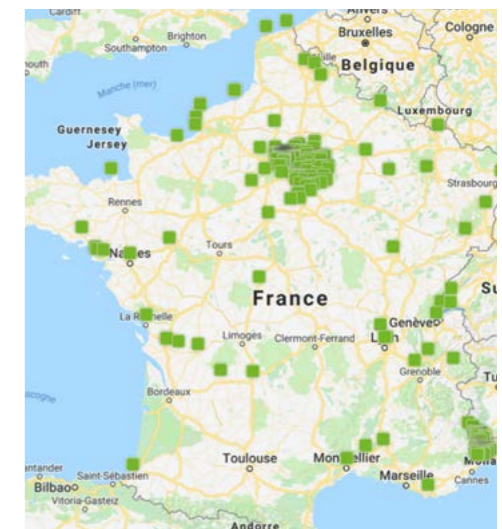 Cardiff
Southampton
Brighton
Bruxelles
Cologne
Belgique
Manche (mer)
Luxembourg
Guernesey
Jersey
Strasbourg
Rennes
Nantes
Tours
France
La Rochelle
Genève
Limoges
Clermont-Ferrand
Lyon
Grenoble
Bordeaux
Toulouse
Montpellier
Marseille
Cannes
Saint-Sébastien
Bilbao
Vitoria-Gasteiz
Andorre